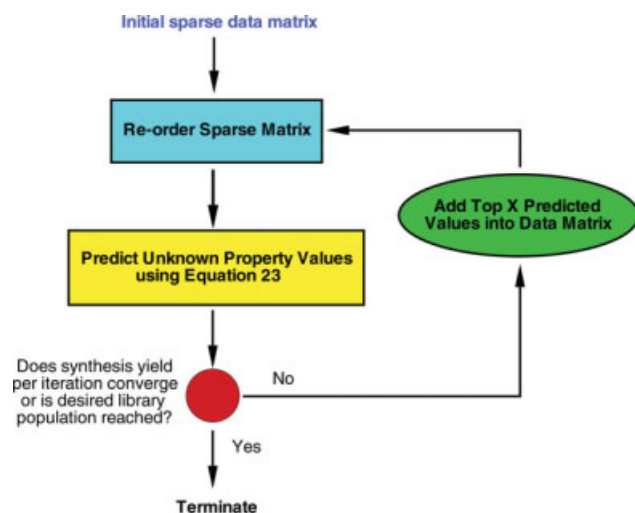 Initial sparse data matrix
Re-order Sparse Matrix
Add Top X Predicted
Values into Data Matrix
Predict Unknown Property Values
using Equation 23
Does synthesis yield
per iteration converge
or is desired library
population reached?
No
Yes
Terminate